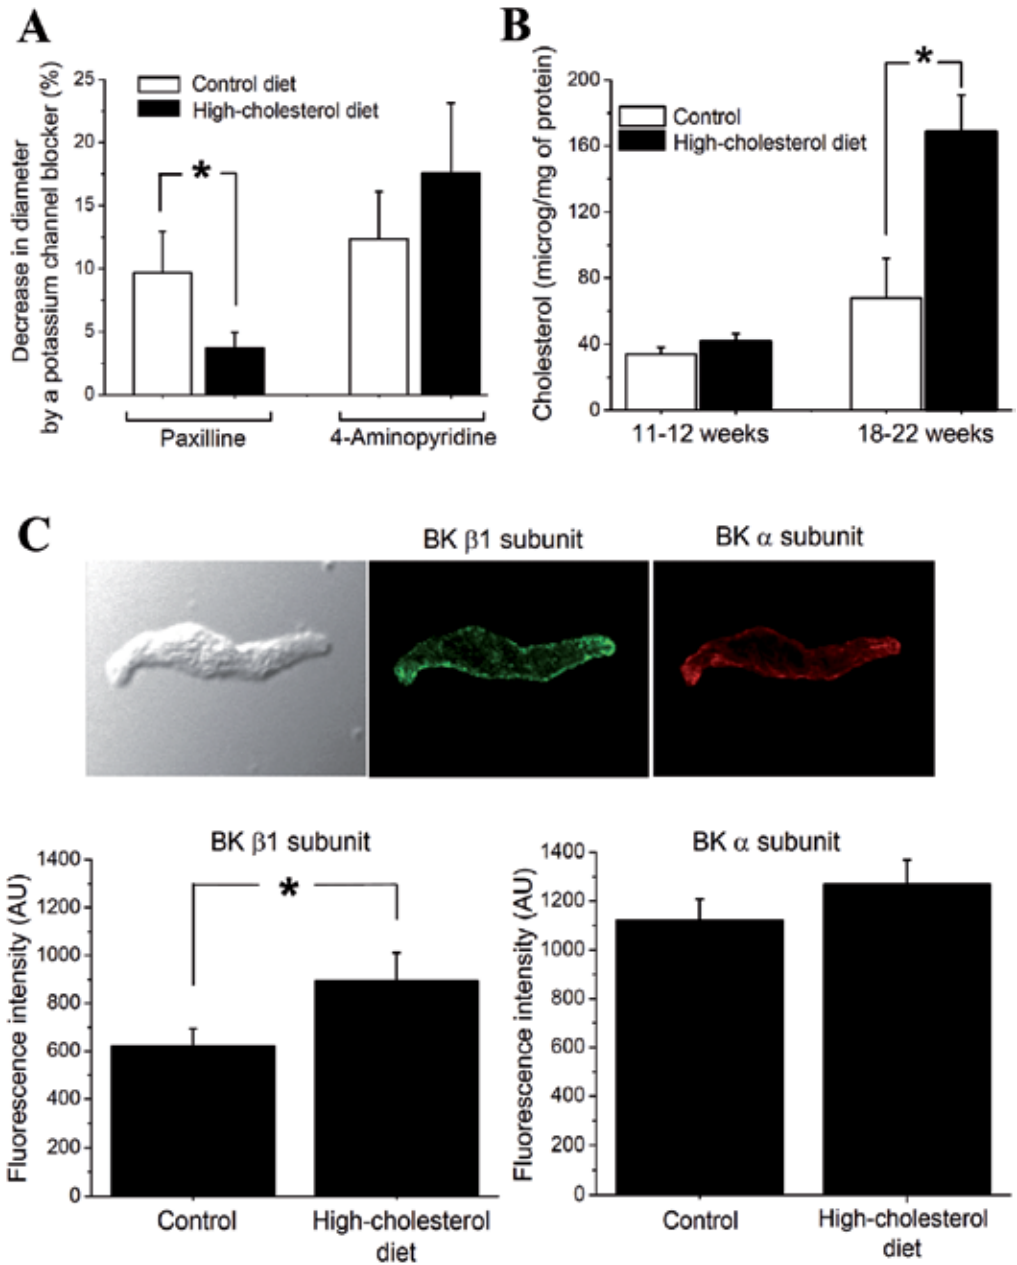 A
Control diet
High-cholesterol diet
Decrease in diameter
by a potassium channel blocker (%)
25
20
15
10
5
0
*
Paxilline
4-Aminopyridine
B
*
Control
High-cholesterol diet
Cholesterol (microg/mg of protein)
200
160
120
80
40
0
11-12 weeks
18-22 weeks
C
BK β1 subunit
BK α subunit
BK β1 subunit
Fluorescence intensity (AU)
1400
1200
1000
800
600
400
200
0
*
Control
High-cholesterol
diet
BK α subunit
Fluorescence intensity (AU)
1400
1200
1000
800
600
400
200
0
Control
High-cholesterol
diet